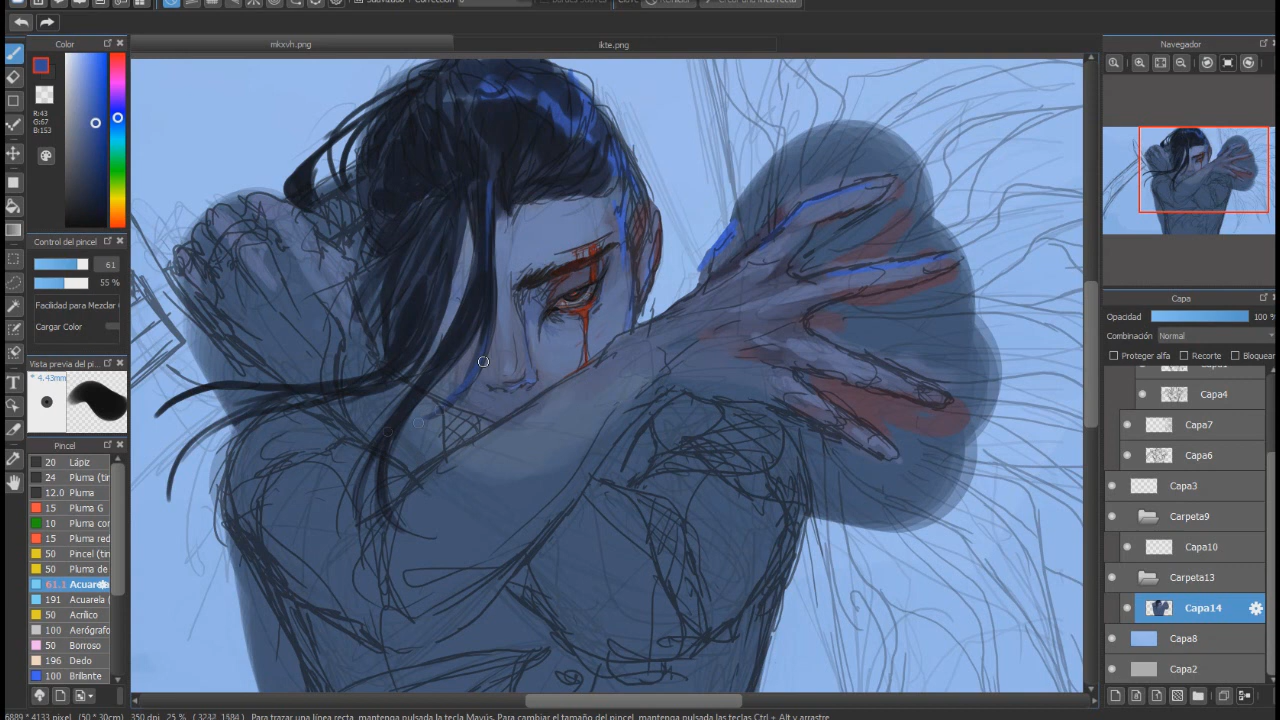 mkxvh.png
ikte.png
Color
R:43
G:67
B:153
Control del pincel
61
55 %
Facilidad para Mezclar
Cargar Color
Vista previa del pi...
* 4.43mm
Pincel
20 Lápiz
24 Pluma (tin
12.0 Pluma
15 Pluma G
10 Pluma con
15 Pluma red
50 Pincel (tin
50 Pluma de
61.1 Acuarela
191 Acuarela (
50 Acrílico
100 Aerógrafo
50 Borroso
196 Dedo
100 Brillante
Navegador
Capa
Opacidad 100 %
Combinación Normal
Proteger alfa Recorte Bloquear
Capa4
Capa7
Capa6
Capa3
Carpeta9
Capa10
Carpeta13
Capa14
Capa8
Capa2
6889 * 4133 pixel (50 * 30cm) 350 dpi 25 % ( 3232 1584 ) Para trazar una línea recta, mantenga pulsada la tecla Mayús. Para cambiar el tamaño del pincel, mantenga pulsadas las teclas Ctrl + Alt y arrastre